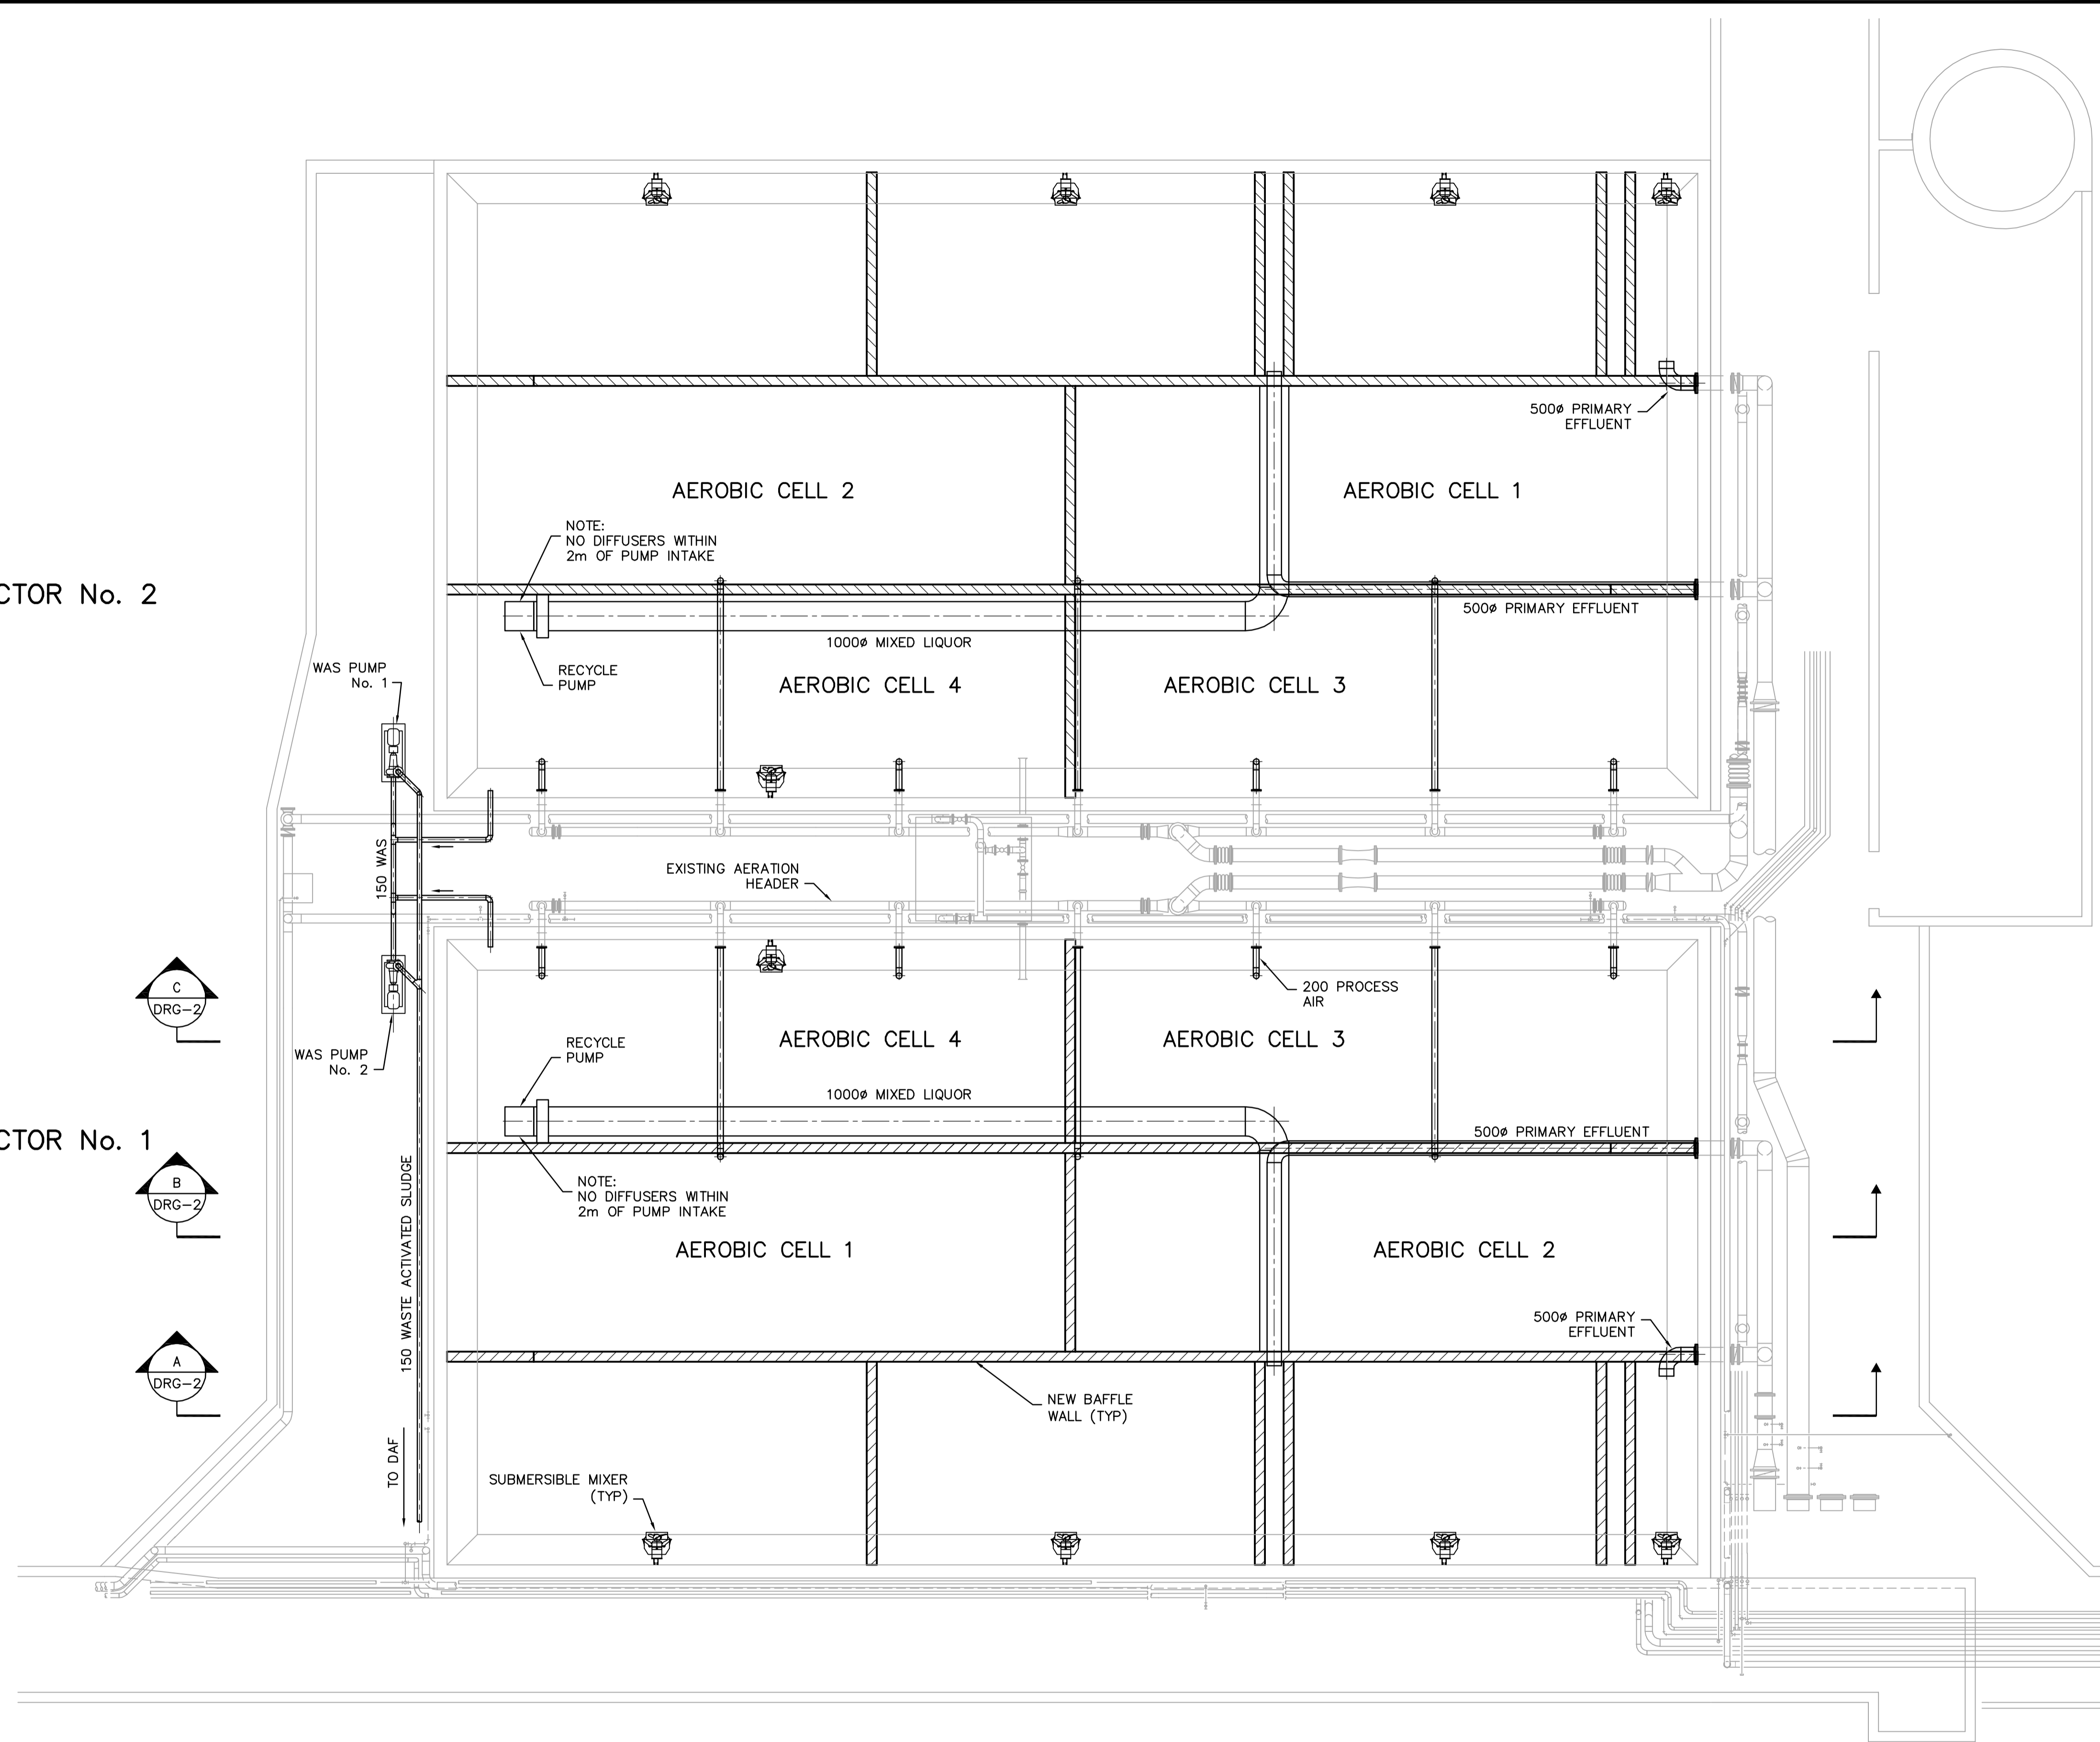 500ø PRIMARY
EFFLUENT
AEROBIC CELL 2
AEROBIC CELL 1
NOTE:
NO DIFFUSERS WITHIN
2m OF PUMP INTAKE
CTOR No. 2
500ø PRIMARY EFFLUENT
1000ø MIXED LIQUOR
WAS PUMP
No. 1
RECYCLE
PUMP
AEROBIC CELL 4
AEROBIC CELL 3
150 WAS
EXISTING AERATION
HEADER
C
DRG-2
200 PROCESS
AIR
WAS PUMP
No. 2
RECYCLE
PUMP
AEROBIC CELL 4
AEROBIC CELL 3
1000ø MIXED LIQUOR
CTOR No. 1
500ø PRIMARY EFFLUENT
B
DRG-2
NOTE:
NO DIFFUSERS WITHIN
2m OF PUMP INTAKE
150 WASTE ACTIVATED SLUDGE
AEROBIC CELL 1
AEROBIC CELL 2
500ø PRIMARY
EFFLUENT
A
DRG-2
NEW BAFFLE
WALL (TYP)
TO DAF
SUBMERSIBLE MIXER
(TYP)